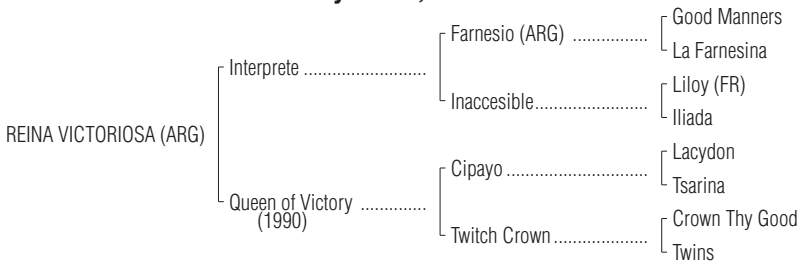 Good Manners
Farnesio (ARG) ................
La Farnesina
Interprete ..........................
Liloy (FR)
Inaccesible........................
Iliada
REINA VICTORIOSA (ARG)
Lacydon
Cipayo ..............................
Tsarina
Queen of Victory ..............
(1990)
Crown Thy Good
Twitch Crown....................
Twins